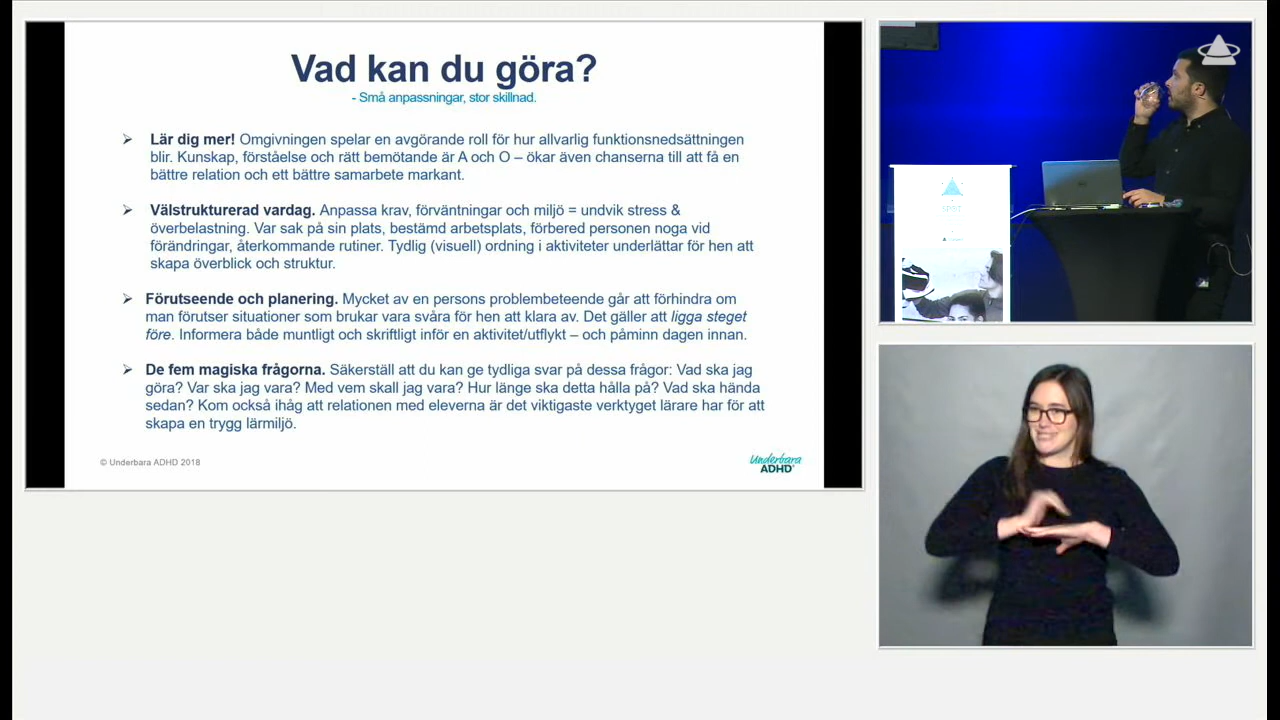 Vad kan du göra?
- Små anpassningar, stor skillnad.
➢ Lär dig mer! Omgivningen spelar en avgörande roll för hur allvarlig funktionsnedsättningen
blir. Kunskap, förståelse och rätt bemötande är A och O – ökar även chanserna till att få en
bättre relation och ett bättre samarbete markant.
➢ Välstrukturerad vardag. Anpassa krav, förväntningar och miljö = undvik stress &
överbelastning. Var sak på sin plats, bestämd arbetsplats, förbered personen noga vid
förändringar, återkommande rutiner. Tydlig (visuell) ordning i aktiviteter underlättar för hen att
skapa överblick och struktur.
➢ Förutseende och planering. Mycket av en persons problembeteende går att förhindra om
man förutser situationer som brukar vara svåra för hen att klara av. Det gäller att ligga steget
före. Informera både muntligt och skriftligt inför en aktivitet/utflykt – och påminn dagen innan.
➢ De fem magiska frågorna. Säkerställ att du kan ge tydliga svar på dessa frågor: Vad ska jag
göra? Var ska jag vara? Med vem skall jag vara? Hur länge ska detta hålla på? Vad ska hända
sedan? Kom också ihåg att relationen med eleverna är det viktigaste verktyget lärare har för att
skapa en trygg lärmiljö.
© Underbara ADHD 2018
Underbara
ADHD